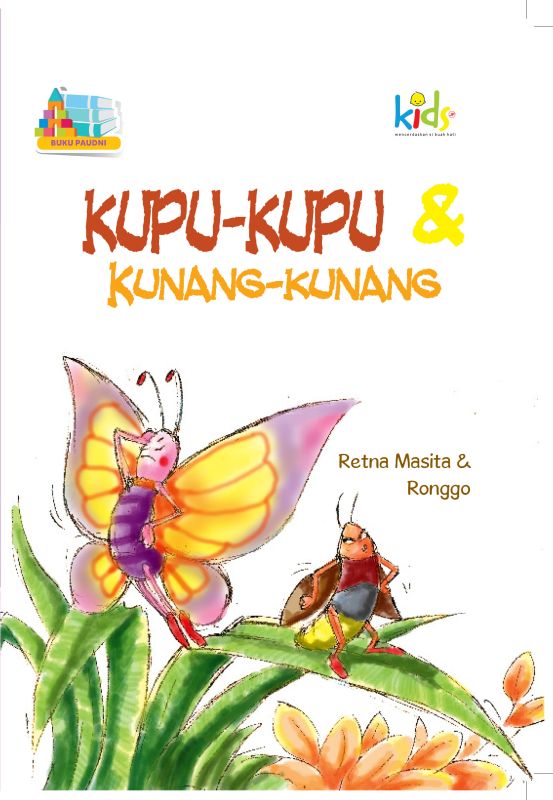 BUKU PAUDNI
kids
mencerdaskan si buah hati
KUPU-KUPU &
KUNANG-KUNANG
Retna Masita &
Ronggo